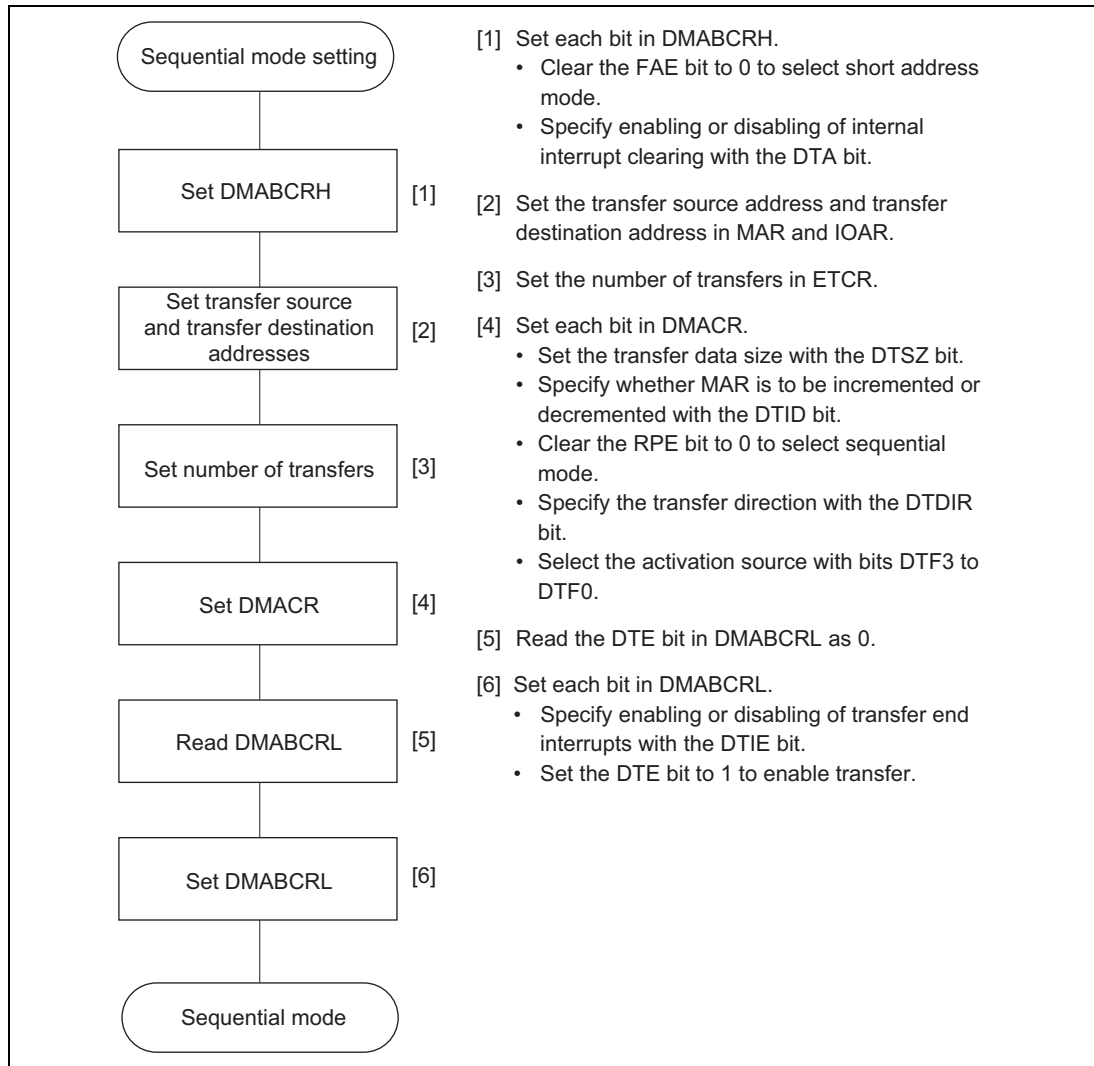 Sequential mode setting
Set DMABCRH
[1]
Set transfer source
and transfer destination
addresses
[2]
Set number of transfers
[3]
Set DMACR
[4]
Read DMABCRL
[5]
Set DMABCRL
[6]
Sequential mode
[1] Set each bit in DMABCRH.
• Clear the FAE bit to 0 to select short address
mode.
• Specify enabling or disabling of internal
interrupt clearing with the DTA bit.
[2] Set the transfer source address and transfer
destination address in MAR and IOAR.
[3] Set the number of transfers in ETCR.
[4] Set each bit in DMACR.
• Set the transfer data size with the DTSZ bit.
• Specify whether MAR is to be incremented or
decremented with the DTID bit.
• Clear the RPE bit to 0 to select sequential
mode.
• Specify the transfer direction with the DTDIR
bit.
• Select the activation source with bits DTF3 to
DTF0.
[5] Read the DTE bit in DMABCRL as 0.
[6] Set each bit in DMABCRL.
• Specify enabling or disabling of transfer end
interrupts with the DTIE bit.
• Set the DTE bit to 1 to enable transfer.